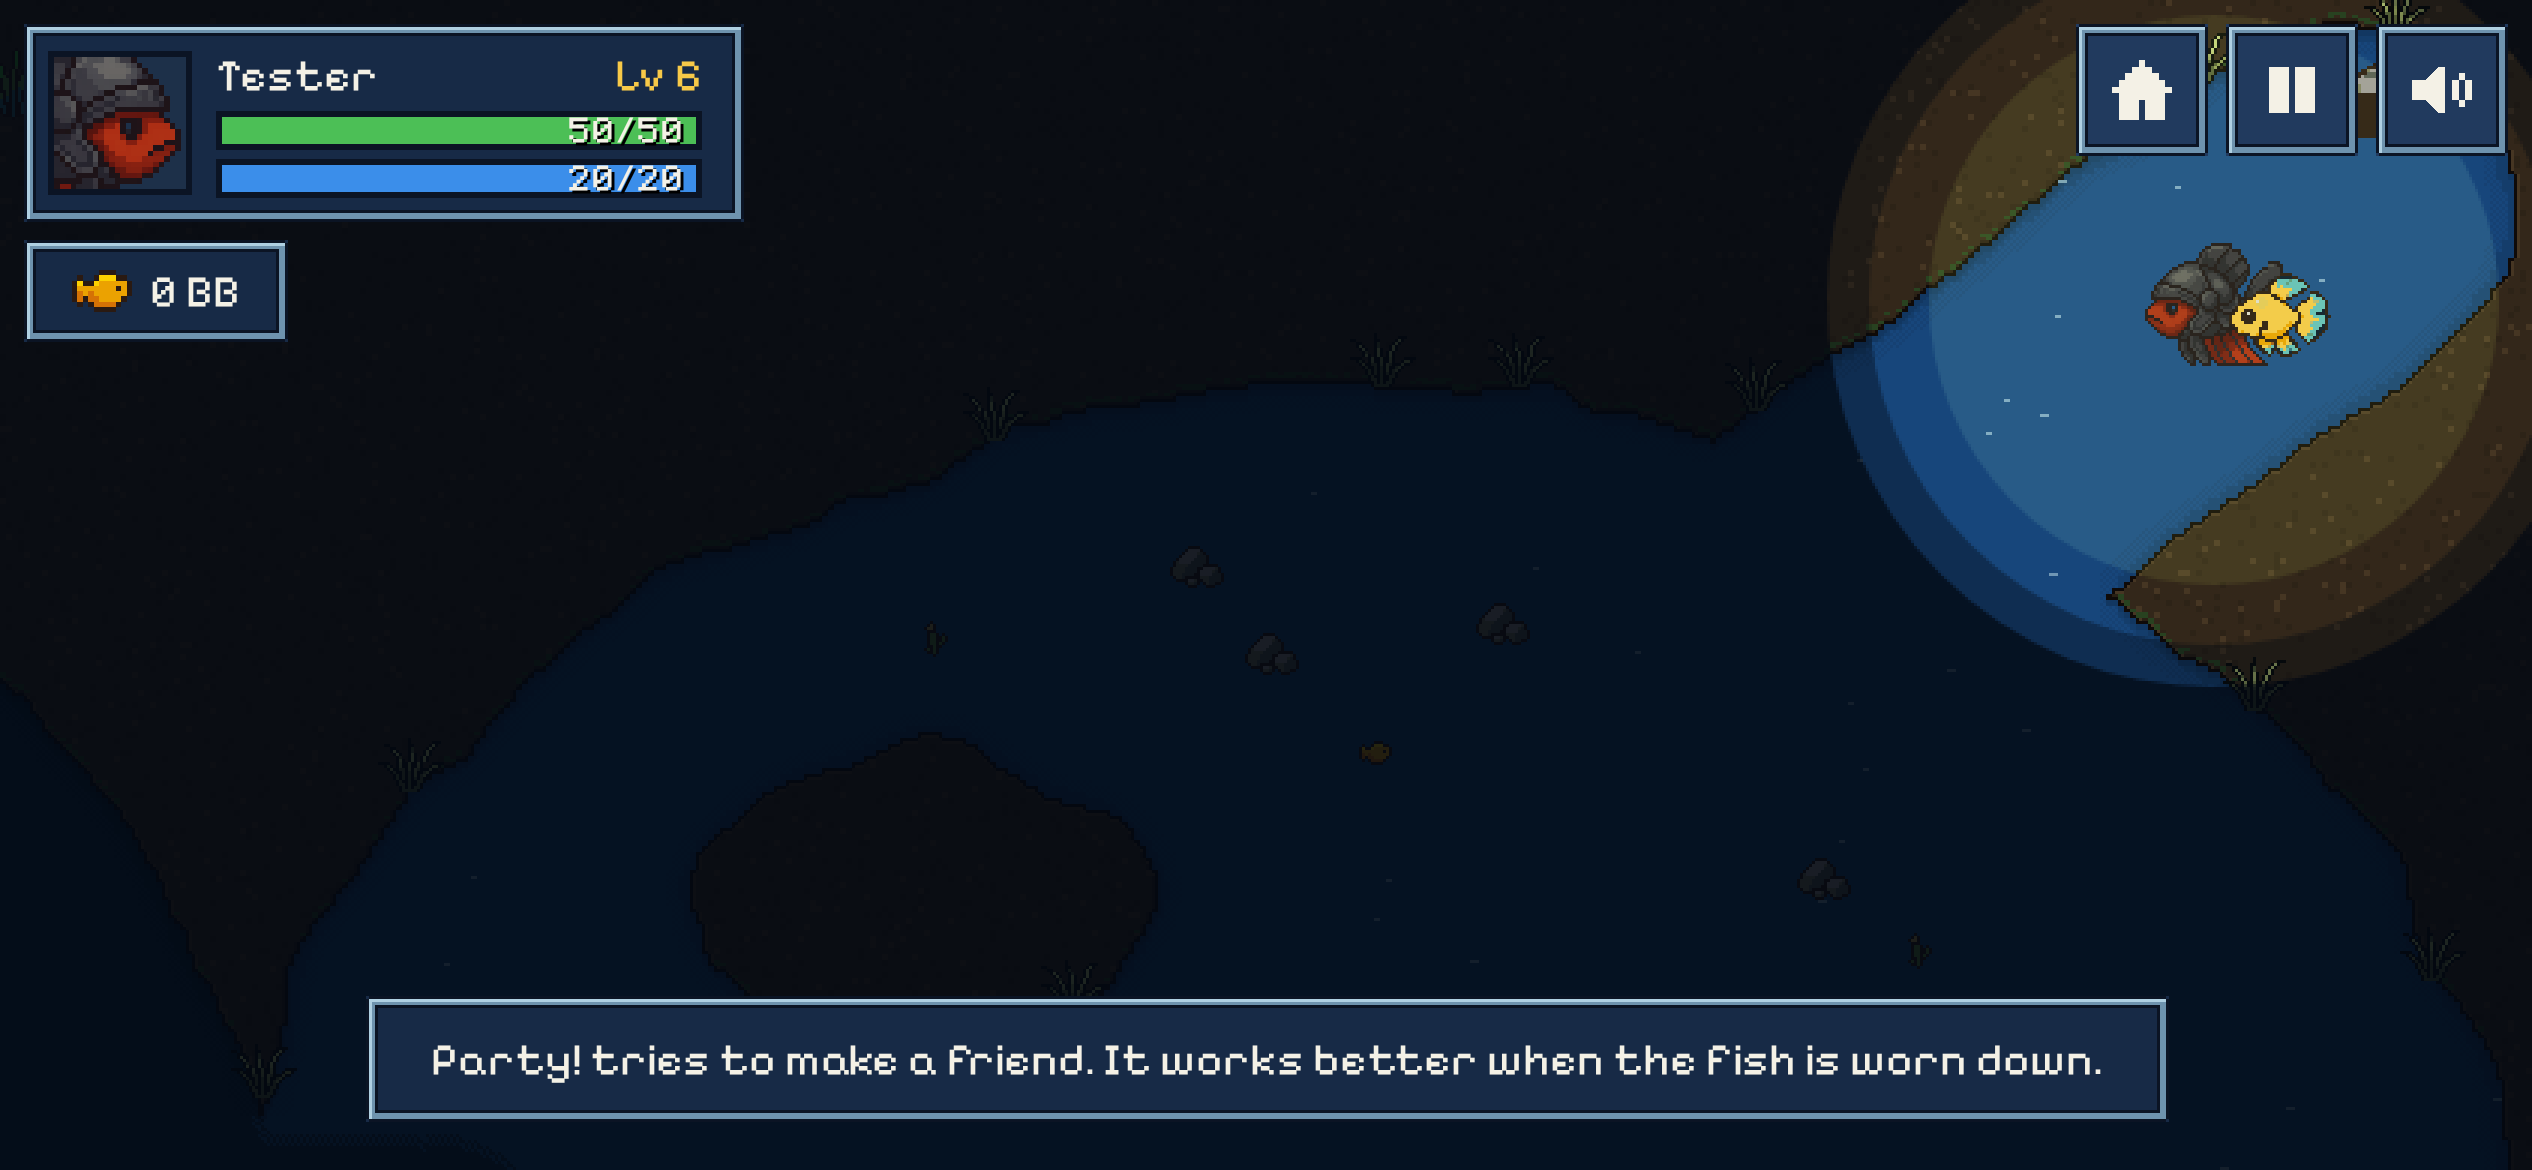 Tester Lv 6
50/50
20/20
0 BB
Party! tries to make a friend. It works better when the fish is worn down.